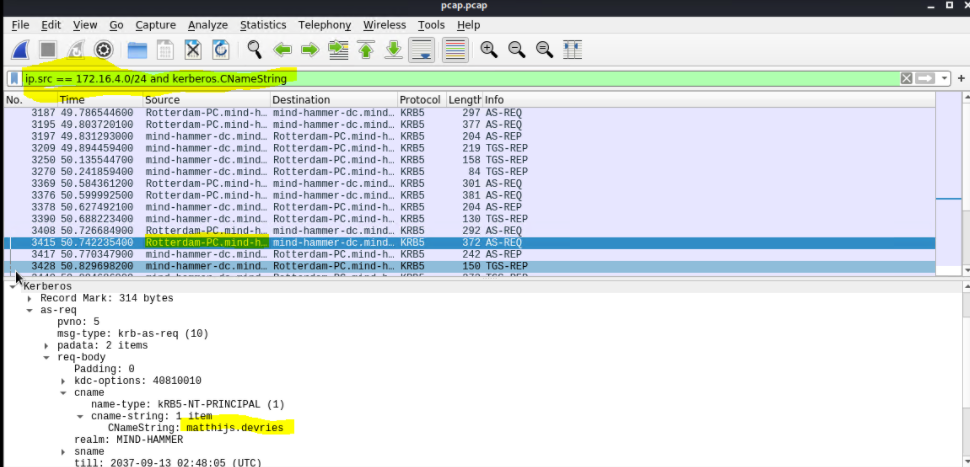 pcap.pcap
File Edit View Go Capture Analyze Statistics Telephony Wireless Tools Help
ip.src == 172.16.4.0/24 and kerberos.CNameString
No. Time Source Destination Protocol Length Info
3187 49.786544600 Rotterdam-PC.mind-h… mind-hammer-dc.mind… KRB5 297 AS-REQ
3195 49.803720100 Rotterdam-PC.mind-h… mind-hammer-dc.mind… KRB5 377 AS-REQ
3197 49.831293000 mind-hammer-dc.mind… Rotterdam-PC.mind-h… KRB5 204 AS-REP
3209 49.894459400 mind-hammer-dc.mind… Rotterdam-PC.mind-h… KRB5 219 TGS-REP
3250 50.135544700 mind-hammer-dc.mind… Rotterdam-PC.mind-h… KRB5 158 TGS-REP
3270 50.241859400 mind-hammer-dc.mind… Rotterdam-PC.mind-h… KRB5 84 TGS-REP
3369 50.584361200 Rotterdam-PC.mind-h… mind-hammer-dc.mind… KRB5 301 AS-REQ
3376 50.599992500 Rotterdam-PC.mind-h… mind-hammer-dc.mind… KRB5 381 AS-REQ
3378 50.627492100 mind-hammer-dc.mind… Rotterdam-PC.mind-h… KRB5 204 AS-REP
3390 50.688223400 mind-hammer-dc.mind… Rotterdam-PC.mind-h… KRB5 130 TGS-REP
3408 50.726684900 Rotterdam-PC.mind-h… mind-hammer-dc.mind… KRB5 292 AS-REQ
3415 50.742235400 Rotterdam-PC.mind-h… mind-hammer-dc.mind… KRB5 372 AS-REQ
3417 50.770347900 mind-hammer-dc.mind… Rotterdam-PC.mind-h… KRB5 242 AS-REP
3428 50.829698200 mind-hammer-dc.mind… Rotterdam-PC.mind-h… KRB5 150 TGS-REP
Kerberos
Record Mark: 314 bytes
as-req
pvno: 5
msg-type: krb-as-req (10)
padata: 2 items
req-body
Padding: 0
kdc-options: 40810010
cname
name-type: kRB5-NT-PRINCIPAL (1)
cname-string: 1 item
CNameString: matthijs.devries
realm: MIND-HAMMER
sname
till: 2037-09-13 02:48:05 (UTC)